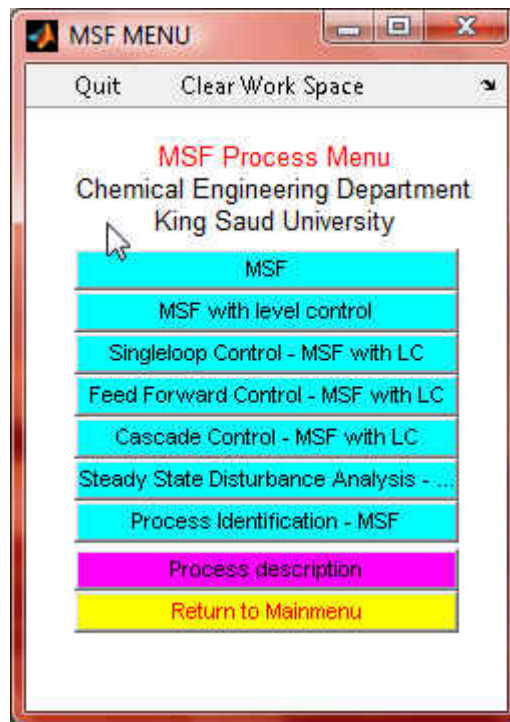 MSF MENU
Quit Clear Work Space
MSF Process Menu
Chemical Engineering Department
King Saud University
MSF
MSF with level control
Singleloop Control - MSF with LC
Feed Forward Control - MSF with LC
Cascade Control - MSF with LC
Steady State Disturbance Analysis - ...
Process Identification - MSF
Process description
Return to Mainmenu